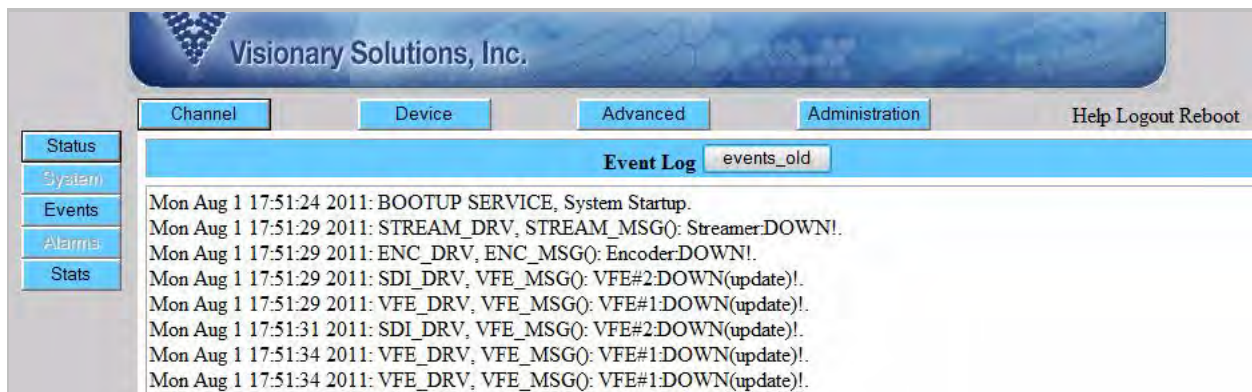 Visionary Solutions, Inc.
Channel Device Advanced Administration Help Logout Reboot
Status
System
Events
Alarms
Stats
Event Log events_old
Mon Aug 1 17:51:24 2011: BOOTUP SERVICE, System Startup.
Mon Aug 1 17:51:29 2011: STREAM_DRV, STREAM_MSG(): Streamer:DOWN!.
Mon Aug 1 17:51:29 2011: ENC_DRV, ENC_MSG(): Encoder:DOWN!.
Mon Aug 1 17:51:29 2011: SDI_DRV, VFE_MSG(): VFE#2:DOWN(update)!.
Mon Aug 1 17:51:29 2011: VFE_DRV, VFE_MSG(): VFE#1:DOWN(update)!.
Mon Aug 1 17:51:31 2011: SDI_DRV, VFE_MSG(): VFE#2:DOWN(update)!.
Mon Aug 1 17:51:34 2011: VFE_DRV, VFE_MSG(): VFE#1:DOWN(update)!.
Mon Aug 1 17:51:34 2011: VFE_DRV, VFE_MSG(): VFE#1:DOWN(update)!.